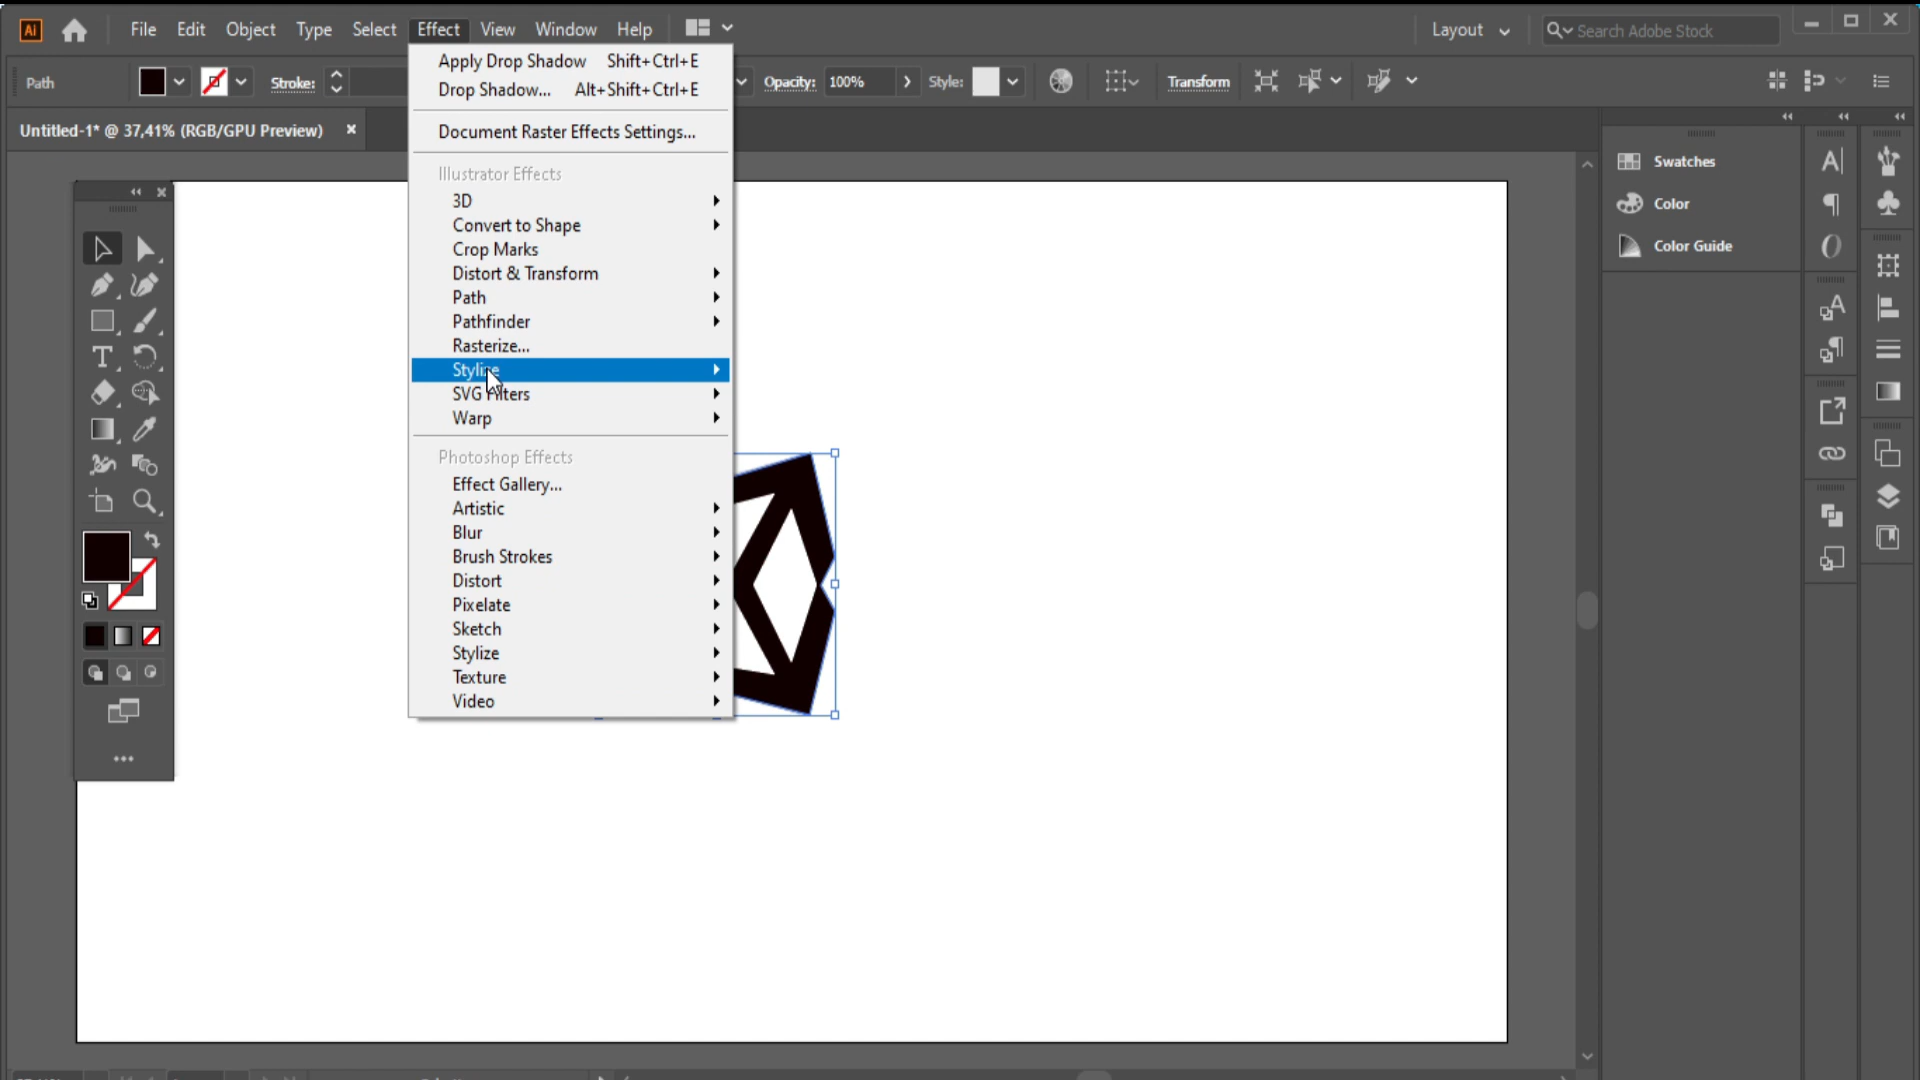 Ai File Edit Object Type Select Effect View Window Help Layout Search Adobe Stock
Path Stroke: Opacity: 100% Style: Transform
Untitled-1* @ 37,41% (RGB/GPU Preview) ×
Apply Drop Shadow Shift+Ctrl+E
Drop Shadow... Alt+Shift+Ctrl+E
Document Raster Effects Settings...
Illustrator Effects
3D
Convert to Shape
Crop Marks
Distort & Transform
Path
Pathfinder
Rasterize...
Stylize
SVG Filters
Warp
Photoshop Effects
Effect Gallery...
Artistic
Blur
Brush Strokes
Distort
Pixelate
Sketch
Stylize
Texture
Video
Swatches
Color
Color Guide